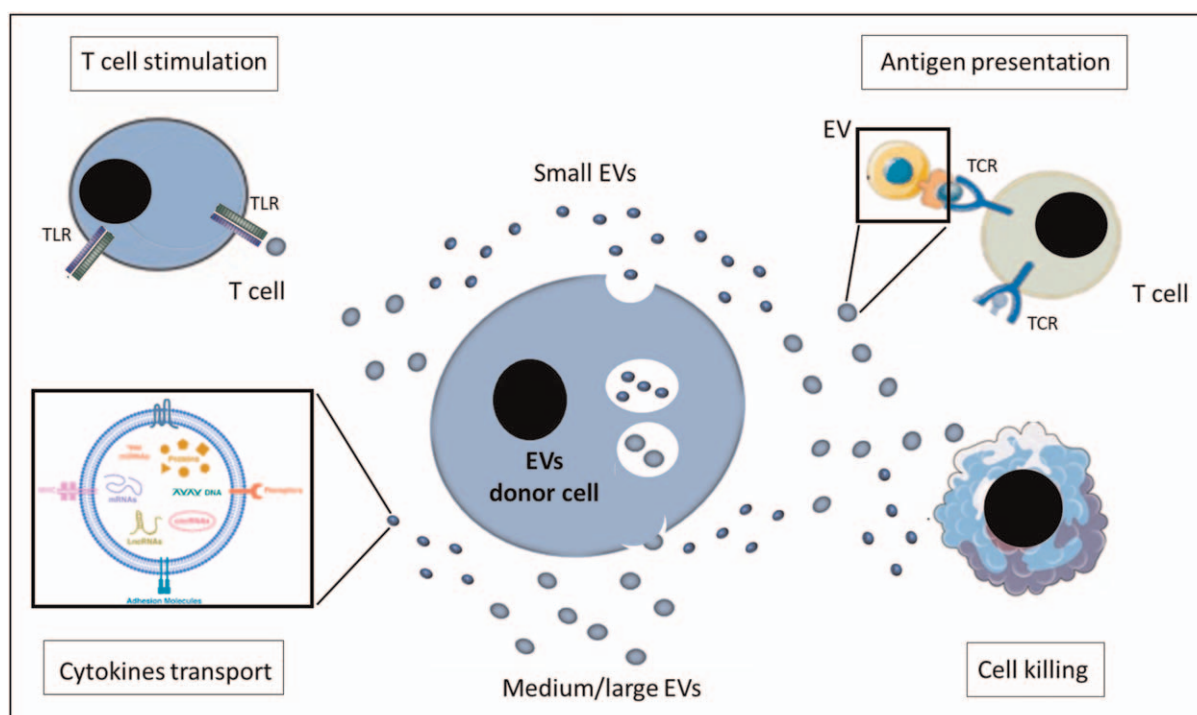 T cell stimulation
Antigen presentation
EV
TCR
Small EVs
TLR
TLR
T cell
T cell
TCR
EVs
donor cell
Proteins
mRNAs
DNA
Receptors
LncRNAs
Adhesion Molecules
Cytokines transport
Medium/large EVs
Cell killing